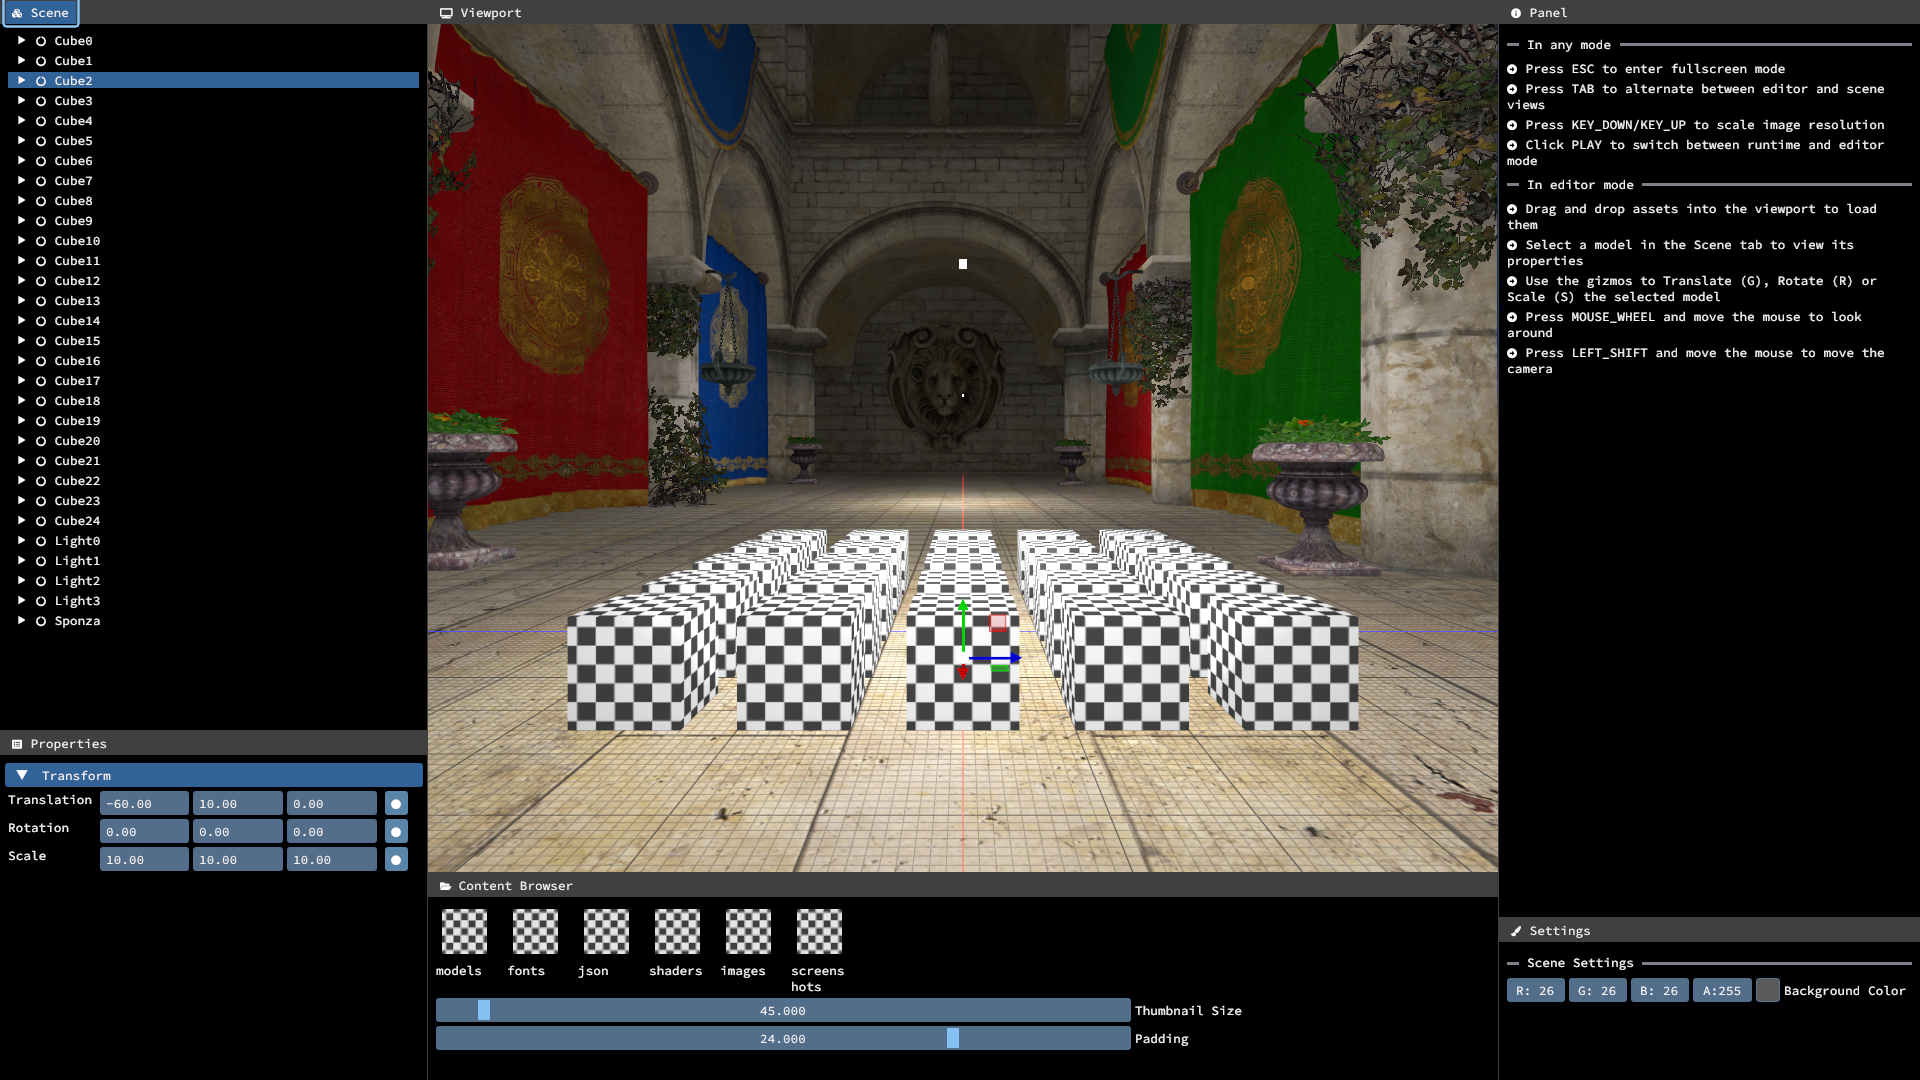 Scene
Cube0
Cube1
Cube2
Cube3
Cube4
Cube5
Cube6
Cube7
Cube8
Cube9
Cube10
Cube11
Cube12
Cube13
Cube14
Cube15
Cube16
Cube17
Cube18
Cube19
Cube20
Cube21
Cube22
Cube23
Cube24
Light0
Light1
Light2
Light3
Sponza
Properties
Transform
Translation -60.00 10.00 0.00
Rotation 0.00 0.00 0.00
Scale 10.00 10.00 10.00
Viewport
Content Browser
models fonts json shaders images screens
hots
45.000 Thumbnail Size
24.000 Padding
Panel
In any mode
Press ESC to enter fullscreen mode
Press TAB to alternate between editor and scene
views
Press KEY_DOWN/KEY_UP to scale image resolution
Click PLAY to switch between runtime and editor
mode
In editor mode
Drag and drop assets into the viewport to load
them
Select a model in the Scene tab to view its
properties
Use the gizmos to Translate (G), Rotate (R) or
Scale (S) the selected model
Press MOUSE_WHEEL and move the mouse to look
around
Press LEFT_SHIFT and move the mouse to move the
camera
Settings
Scene Settings
R: 26 G: 26 B: 26 A:255 Background Color